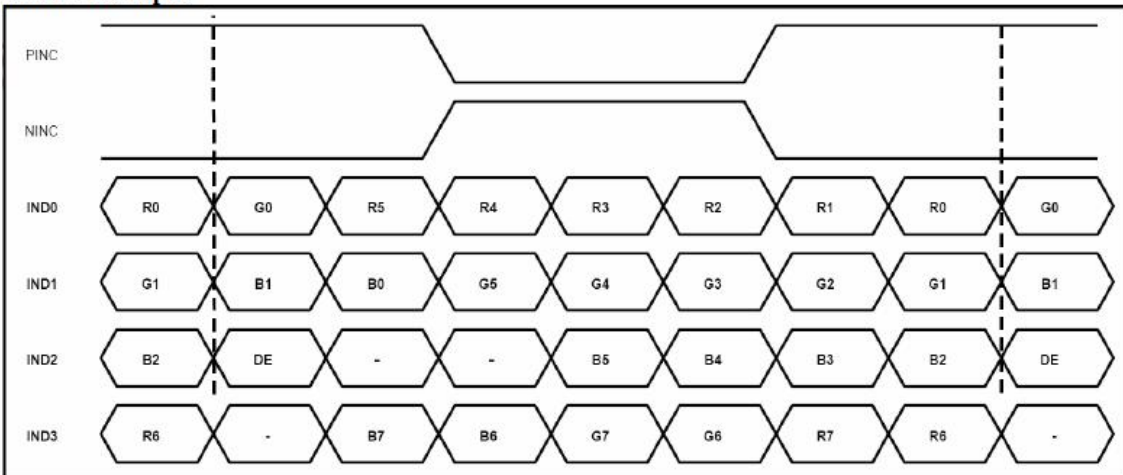 PINC
NINC
IND0 R0 G0 R5 R4 R3 R2 R1 R0 G0
IND1 G1 B1 B0 G5 G4 G3 G2 G1 B1
IND2 B2 DE - - B5 B4 B3 B2 DE
IND3 R6 - B7 B6 G7 G6 R7 R6 -